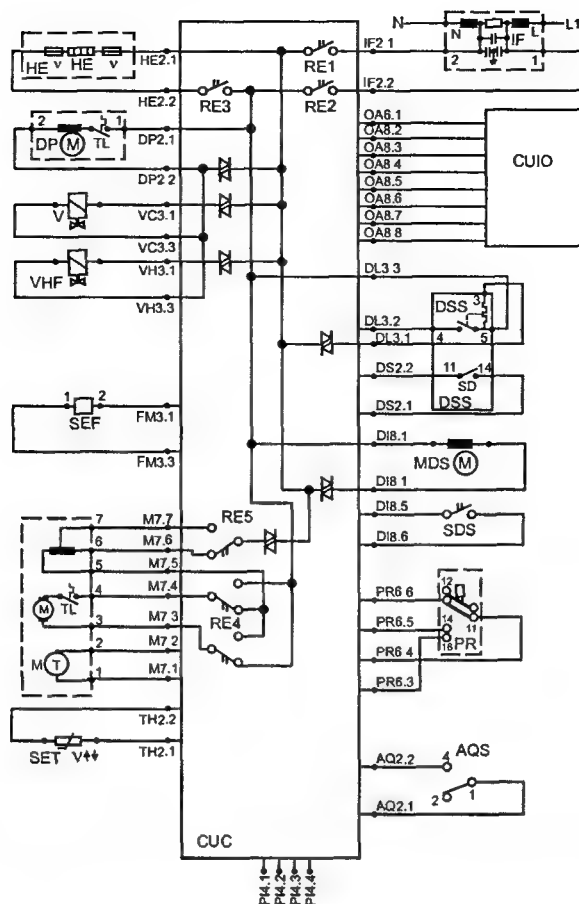 N
L1
N IF L
2 1
HE HE
v v
HE2.1
RE1
IF2 1
HE2.2
RE3
RE2
IF2.2
2 1
DP M TL
DP2.1
OA6.1
OA8.2
OA8.3
OA8 4
OA8.5
OA8.6
OA8.7
OA8 8
CUIO
DP2 2
V
VC3.1
VC3.3
VHF
VH3.1
VH3.3
DL3 3
DSS 3
DL3.2
4 5
DL3.1
DS2.2
11 14
SD
DSS
DS2.1
1 2
SEF
FM3.1
FM3.3
DI8.1
MDS M
DI8 1
DI8.5
SDS
DI8.6
7 M7.7
RE5
6 M7.6
5 M7,5
4 M7.4
M TL
RE4
3 M7 3
2 M7 2
M T
1 M7.1
PR6 6
12
PR6.5
14 11
PR6 4
18 PR
PR6.3
TH2.2
SET V
TH2.1
AQ2.2
4 AQS
2 1
AQ2.1
CUC
PI4.1
PI4.2
PI4.3
PI4.4